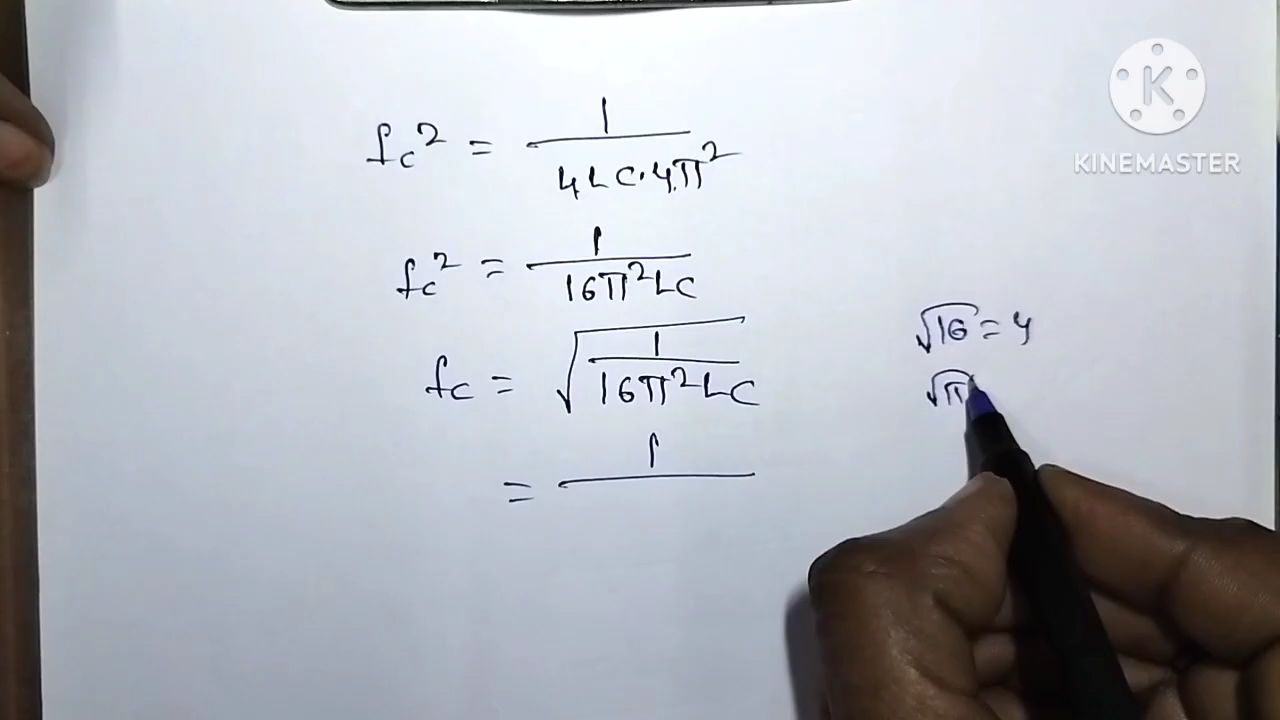 K
KINEMASTER
fc² = 1/(4LC·4π²)
fc² = 1/(16π²LC)
fc = √(1/(16π²LC))
= 1/
√16 = 4
√π